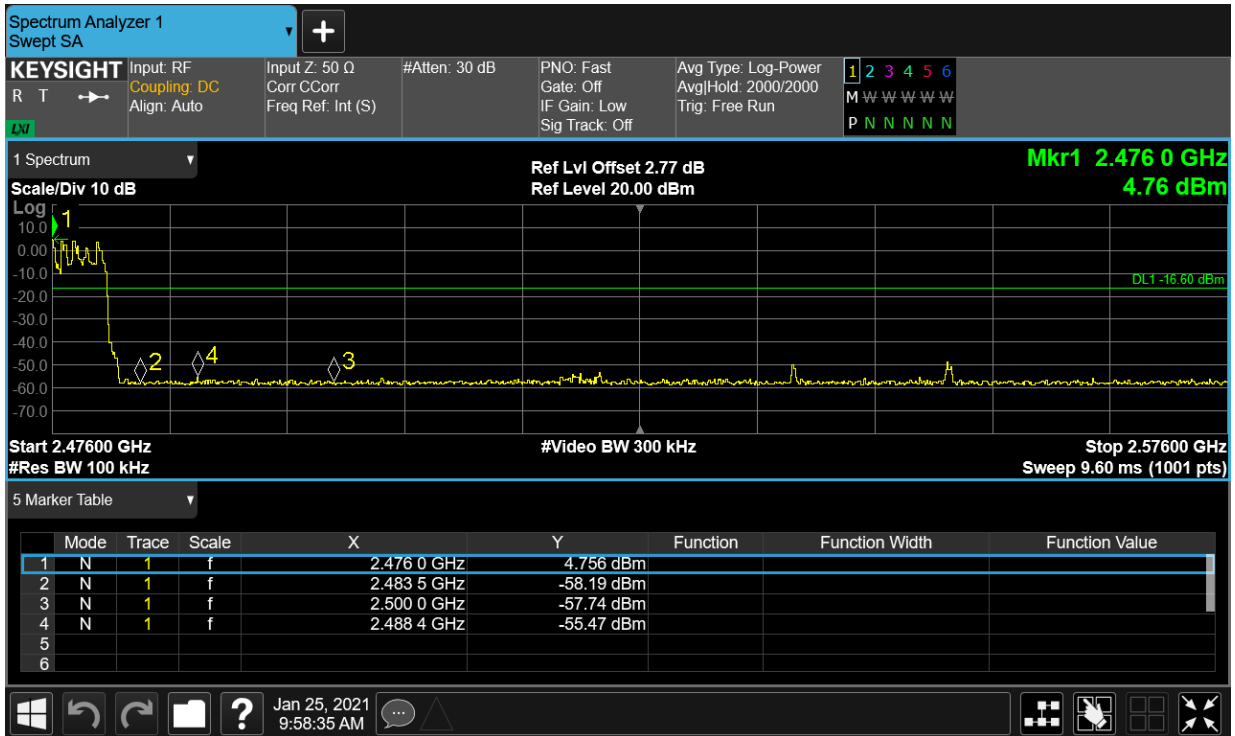 Spectrum Analyzer 1
Swept SA
KEYSIGHT
R T
LXI
Input: RF
Coupling: DC
Align: Auto
Input Z: 50 Ω
Corr CCorr
Freq Ref: Int (S)
#Atten: 30 dB
PNO: Fast
Gate: Off
IF Gain: Low
Sig Track: Off
Avg Type: Log-Power
Avg|Hold: 2000/2000
Trig: Free Run
1 2 3 4 5 6
M W W W W W
P N N N N N
1 Spectrum
Scale/Div 10 dB
Ref Lvl Offset 2.77 dB
Ref Level 20.00 dBm
Mkr1 2.476 0 GHz
4.76 dBm
Log
10.0
0.00
-10.0
-20.0
-30.0
-40.0
-50.0
-60.0
-70.0
1
2
4
3
DL1 -16.60 dBm
Start 2.47600 GHz
#Video BW 300 kHz
Stop 2.57600 GHz
#Res BW 100 kHz
Sweep 9.60 ms (1001 pts)
5 Marker Table
Mode Trace Scale X Y Function Function Width Function Value
1 N 1 f 2.476 0 GHz 4.756 dBm
2 N 1 f 2.483 5 GHz -58.19 dBm
3 N 1 f 2.500 0 GHz -57.74 dBm
4 N 1 f 2.488 4 GHz -55.47 dBm
5
6
?
Jan 25, 2021
9:58:35 AM